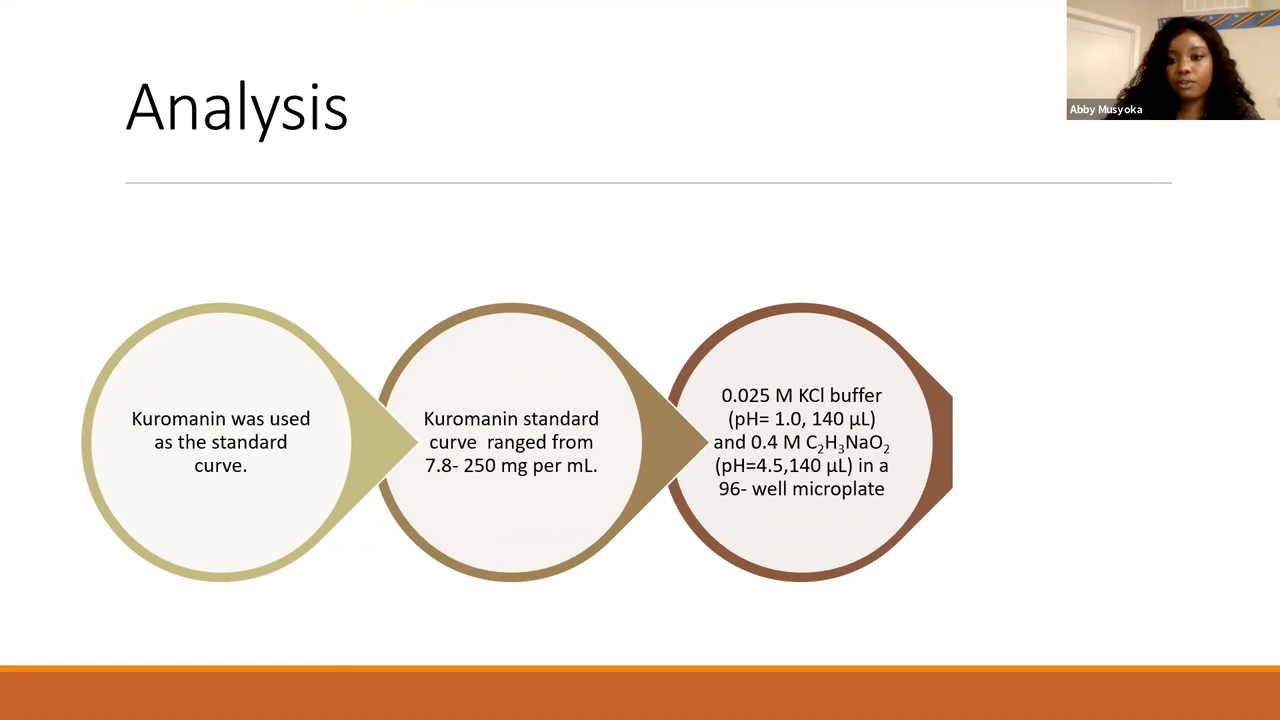 Analysis
Abby Musyoka
Kuromanin was used
as the standard
curve.
Kuromanin standard
curve ranged from
7.8- 250 mg per mL.
0.025 M KCl buffer
(pH= 1.0, 140 µL)
and 0.4 M C₂H₃NaO₂
(pH=4.5,140 µL) in a
96- well microplate